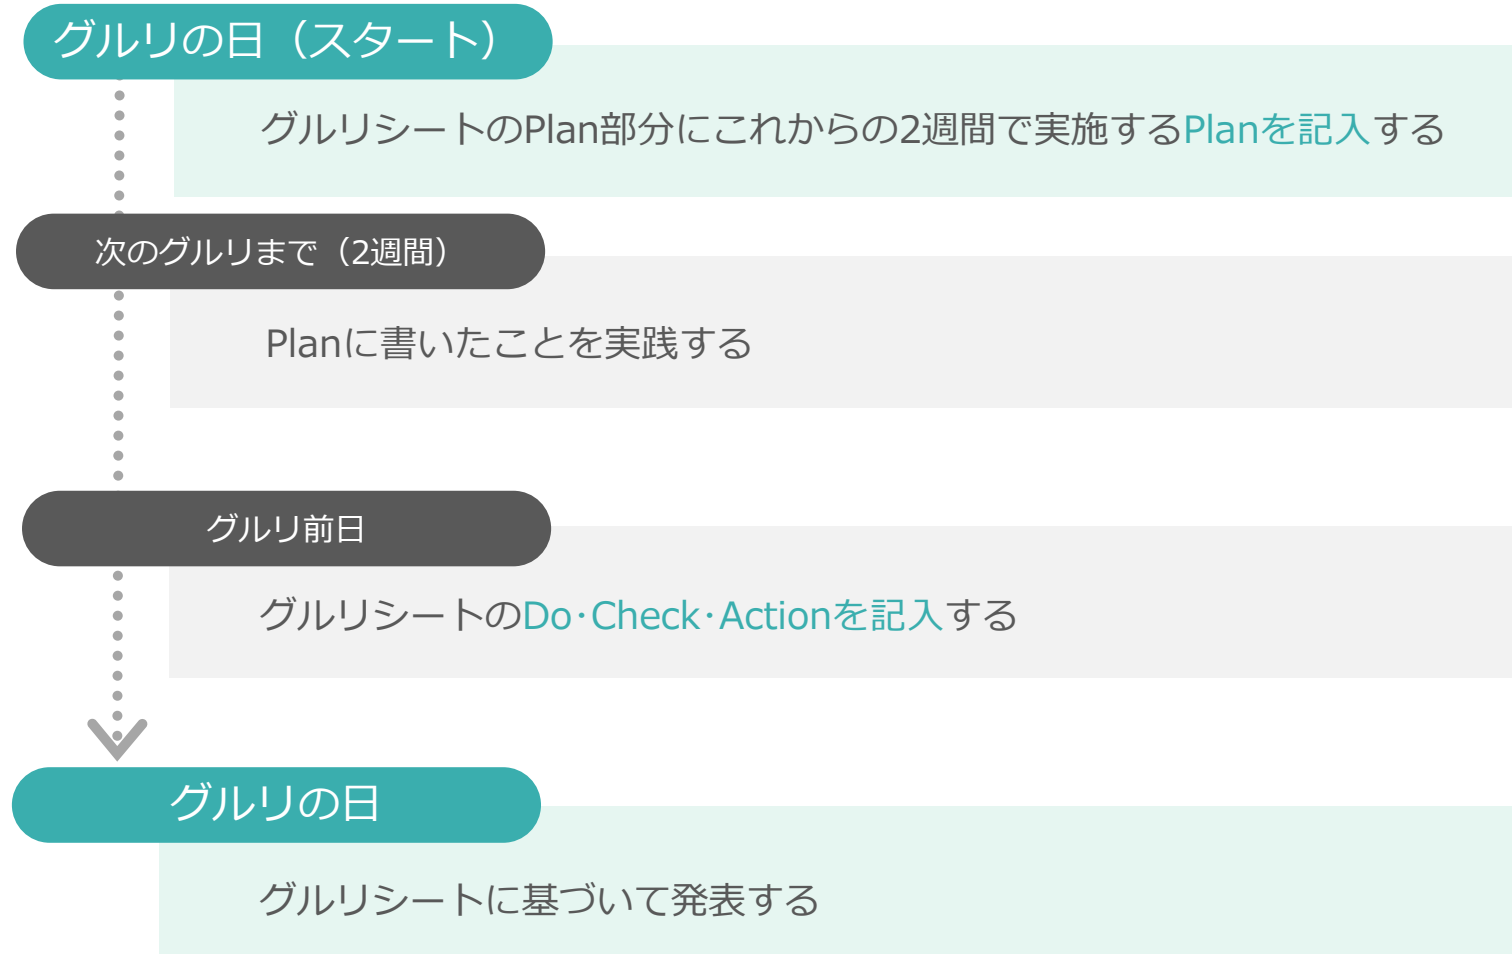 グルリの日（スタート）
グルリシートのPlan部分にこれからの2週間で実施するPlanを記入する
次のグルリまで（2週間）
Planに書いたことを実践する
グルリ前日
グルリシートのDo･Check･Actionを記入する
グルリの日
グルリシートに基づいて発表する